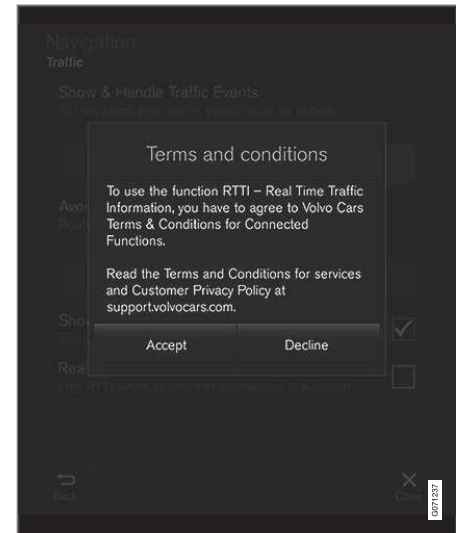 Navigation
Traffic
Show & Handle Traffic Events
Terms and conditions
To use the function RTTI – Real Time Traffic
Information, you have to agree to Volvo Cars
Terms & Conditions for Connected
Functions.
Read the Terms and Conditions for services
and Customer Privacy
Policy at
support.volvocars.com.
Accept
Decline
Back
Close
G071237